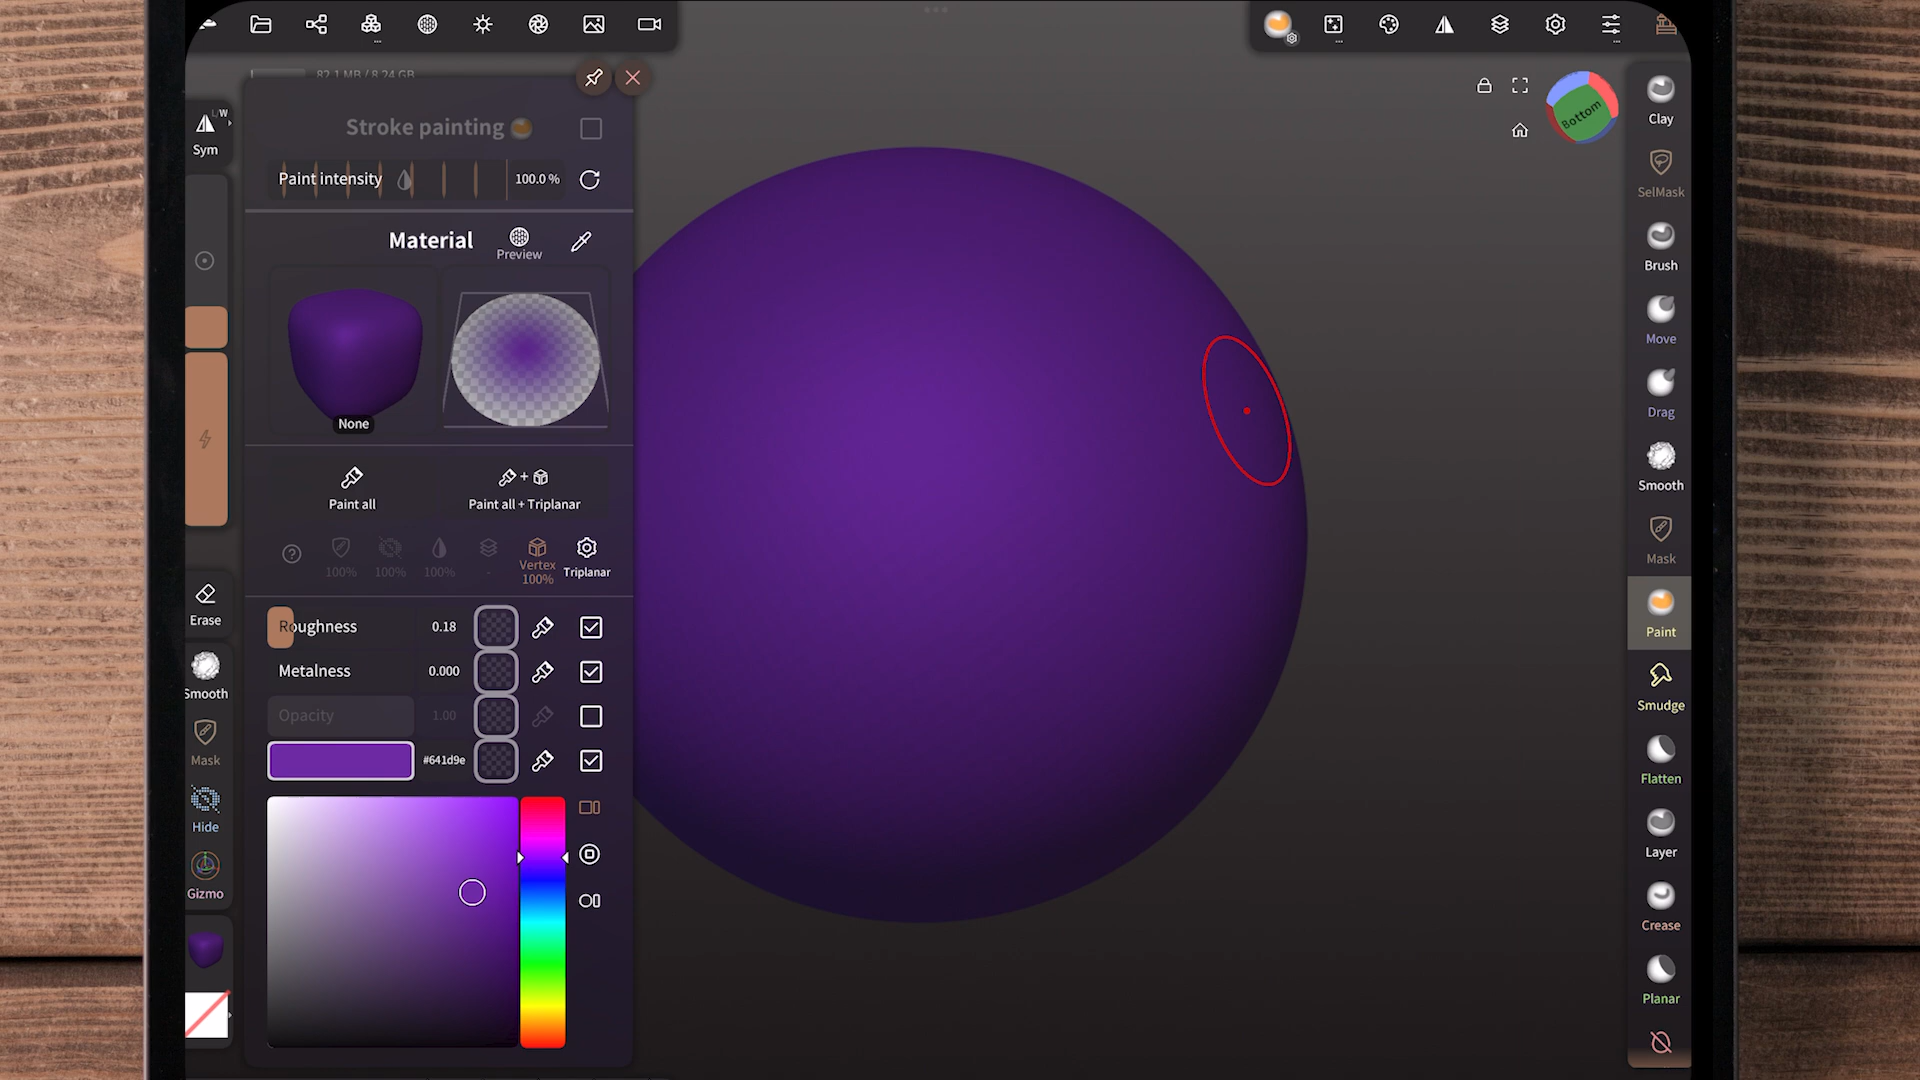 82.1 MB / 8.24 GB
L/W
Sym
Stroke painting
Paint intensity 100.0 %
Material
Preview
None
Paint all
Paint all + Triplanar
100%
100%
100%
-
Vertex
100%
Triplanar
Roughness 0.18
Metalness 0.000
Opacity 1.00
#641d9e
Erase
Smooth
Mask
Hide
Gizmo
Bottom
Clay
SelMask
Brush
Move
Drag
Smooth
Mask
Paint
Smudge
Flatten
Layer
Crease
Planar